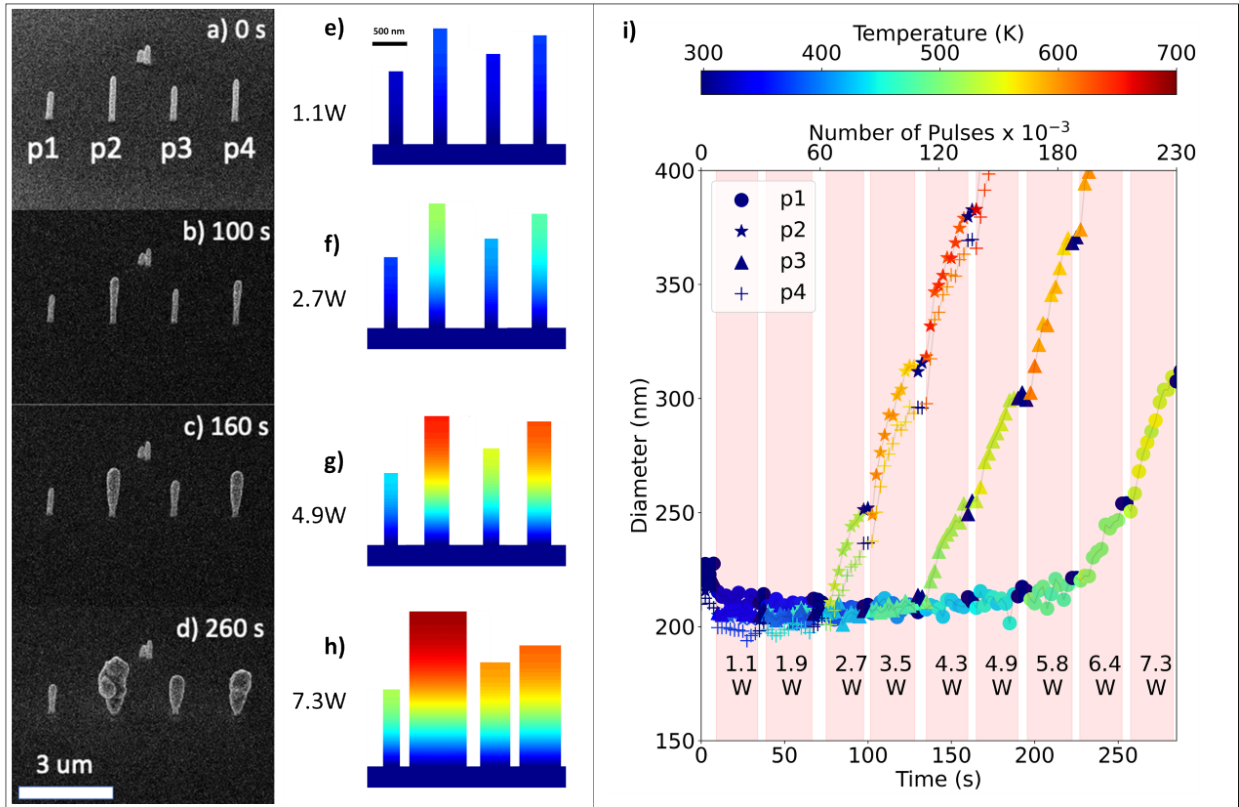 a) 0 s
p1 p2 p3 p4
b) 100 s
c) 160 s
d) 260 s
3 um
e)
500 nm
1.1W
f)
2.7W
g)
4.9W
h)
7.3W
i)
Temperature (K)
300 400 500 600 700
Number of Pulses x 10⁻³
0 60 120 180 230
400
350
300
250
200
150
Diameter (nm)
p1
p2
p3
p4
1.1 1.9 2.7 3.5 4.3 4.9 5.8 6.4 7.3
W W W W W W W W W
0 50 100 150 200 250
Time (s)